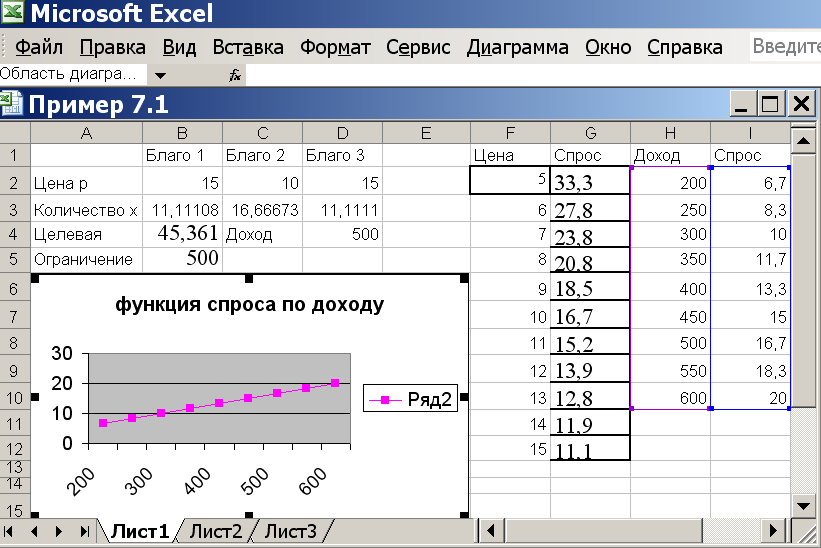 Microsoft Excel
Файл Правка Вид Вставка Формат Сервис Диаграмма Окно Справка Введите
Область диагра... fx
Пример 7.1
A B C D E F G H I
1 Благо 1 Благо 2 Благо 3 Цена Спрос Доход Спрос
2 Цена р 15 10 15 5 33,3 200 6,7
3 Количество х 11,11108 16,66673 11,1111 6 27,8 250 8,3
4 Целевая 45,361 Доход 500 7 23,8 300 10
5 Ограничение 500 8 20,8 350 11,7
6 9 18,5 400 13,3
7 10 16,7 450 15
8 11 15,2 500 16,7
9 12 13,9 550 18,3
10 13 12,8 600 20
11 14 11,9
12 15 11,1
13
14
15
функция спроса по доходу
30
20
10
0
200 300 400 500 600
Ряд2
Лист1 Лист2 Лист3